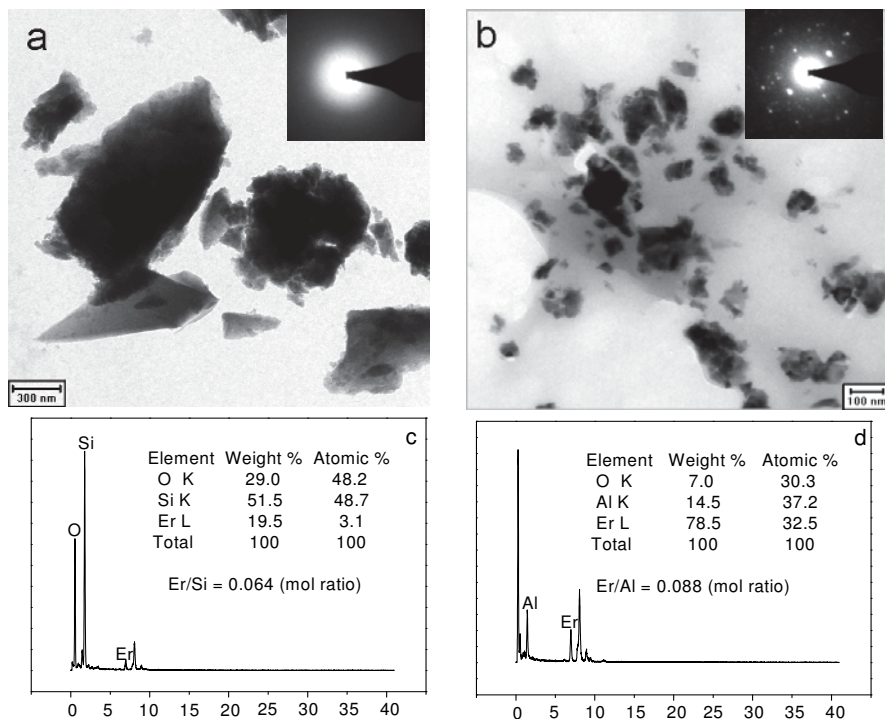 a
b
300 nm
100 nm
c
Si
O
Er
Element Weight % Atomic %
O K 29.0 48.2
Si K 51.5 48.7
Er L 19.5 3.1
Total 100 100
Er/Si = 0.064 (mol ratio)
0 5 10 15 20 25 30 35 40
d
Al
Er
Element Weight % Atomic %
O K 7.0 30.3
Al K 14.5 37.2
Er L 78.5 32.5
Total 100 100
Er/Al = 0.088 (mol ratio)
0 5 10 15 20 25 30 35 40